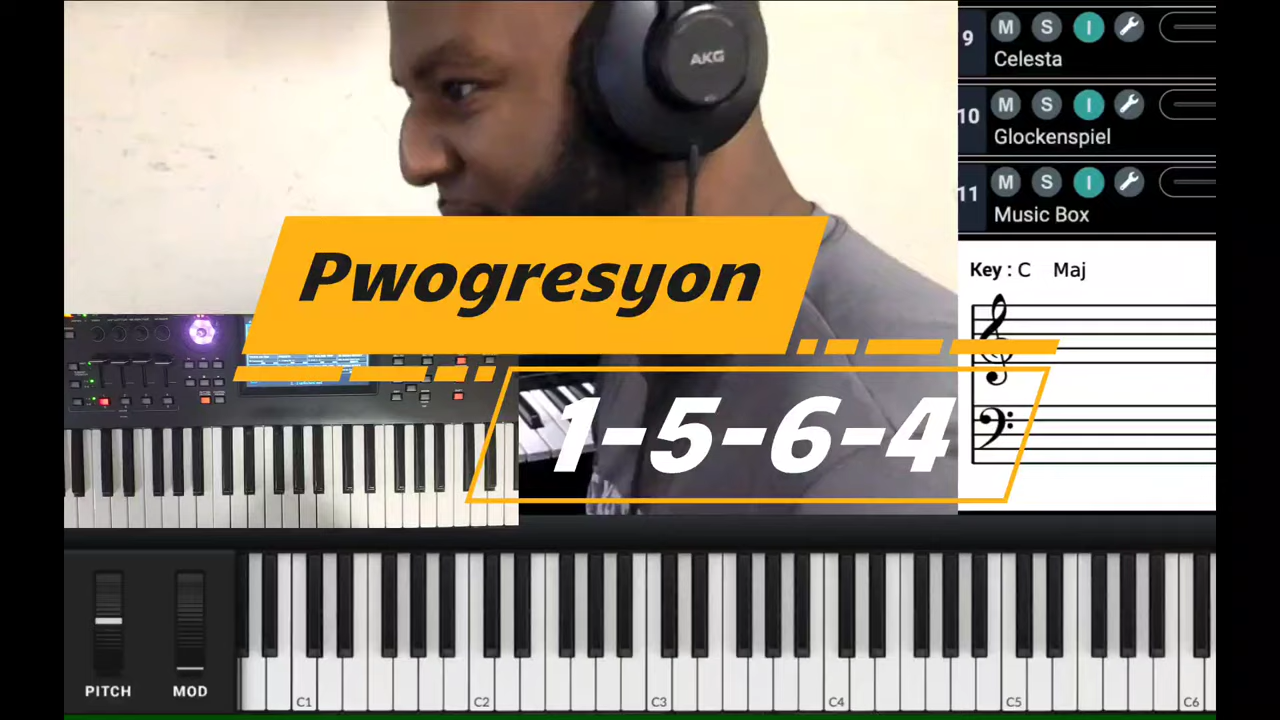 AKG
9
M S I
Celesta
10
M S I
Glockenspiel
11
M S I
Music Box
Pwogresyon
1-5-6-4
Key : C Maj
PITCH
MOD
C1 C2 C3 C4 C5 C6